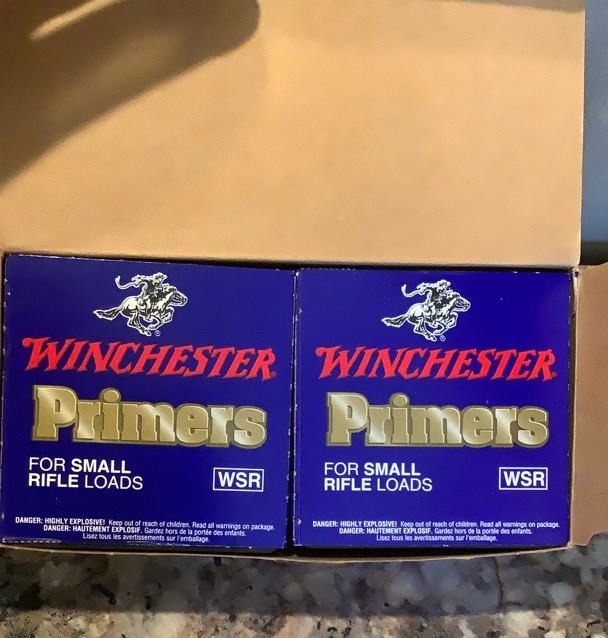 WINCHESTER
Primers
FOR SMALL
RIFLE LOADS
WSR
DANGER: HIGHLY EXPLOSIVE! Keep out of reach of children. Read all warnings on package.
DANGER: HAUTEMENT EXPLOSIF. Gardez hors de la portée des enfants.
Lisez tous les avertissements sur l'emballage.
WINCHESTER
Primers
FOR SMALL
RIFLE LOADS
WSR
DANGER: HIGHLY EXPLOSIVE! Keep out of reach of children. Read all warnings on package.
DANGER: HAUTEMENT EXPLOSIF. Gardez hors de la portée des enfants.
Lisez tous les avertissements sur l'emballage.